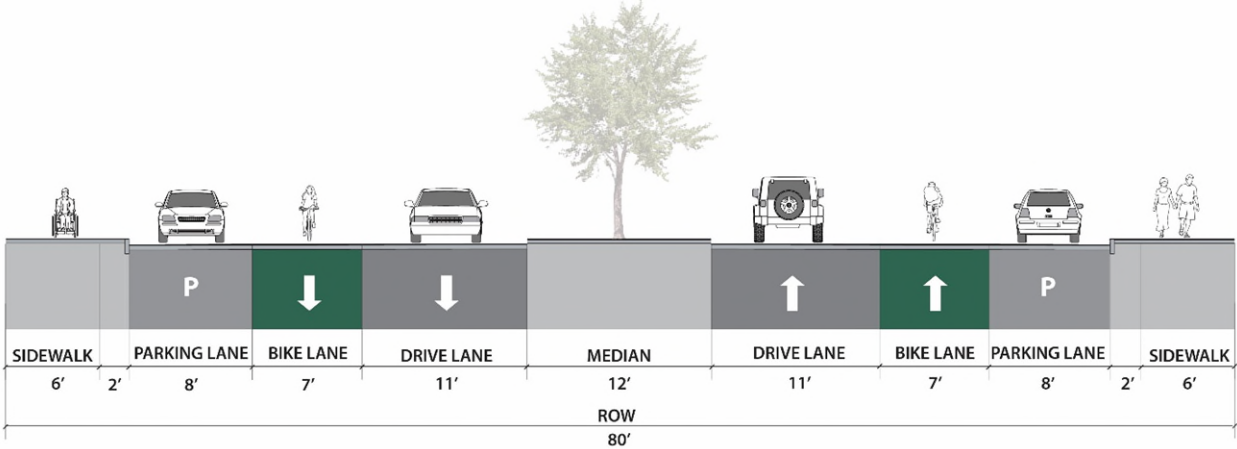 P
P
SIDEWALK PARKING LANE BIKE LANE DRIVE LANE MEDIAN DRIVE LANE BIKE LANE PARKING LANE SIDEWALK
6’ 2’ 8’ 7’ 11’ 12’ 11’ 7’ 8’ 2’ 6’
ROW
80’